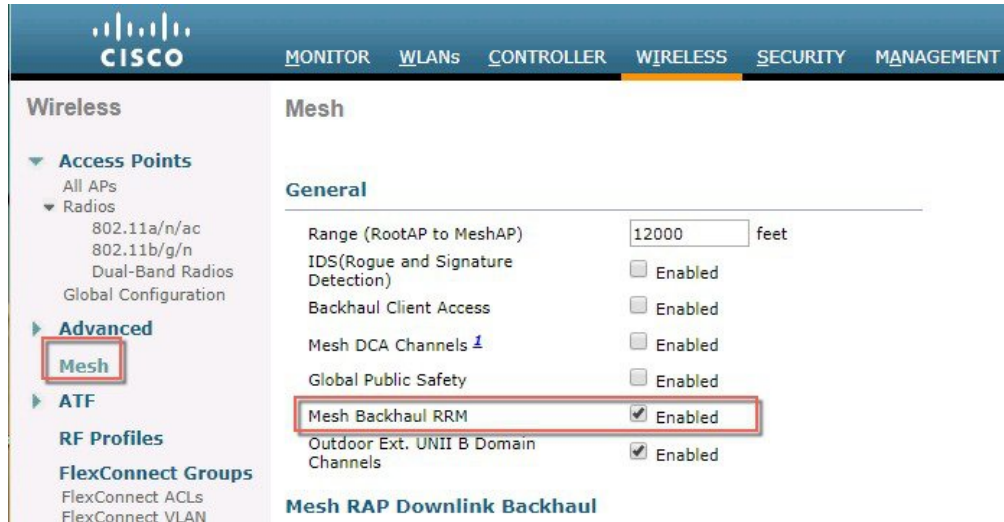 CISCO
MONITOR WLANs CONTROLLER WIRELESS SECURITY MANAGEMENT
Wireless
Access Points
All APs
Radios
802.11a/n/ac
802.11b/g/n
Dual-Band Radios
Global Configuration
Advanced
Mesh
ATF
RF Profiles
FlexConnect Groups
FlexConnect ACLs
FlexConnect VLAN
Mesh
General
Range (RootAP to MeshAP) 12000 feet
IDS(Rogue and Signature
Detection) Enabled
Backhaul Client Access Enabled
Mesh DCA Channels 1 Enabled
Global Public Safety Enabled
Mesh Backhaul RRM Enabled
Outdoor Ext. UNII B Domain
Channels Enabled
Mesh RAP Downlink Backhaul